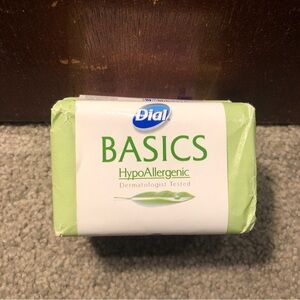 Dial
BASICS
HypoAllergenic
Dermatologist Tested